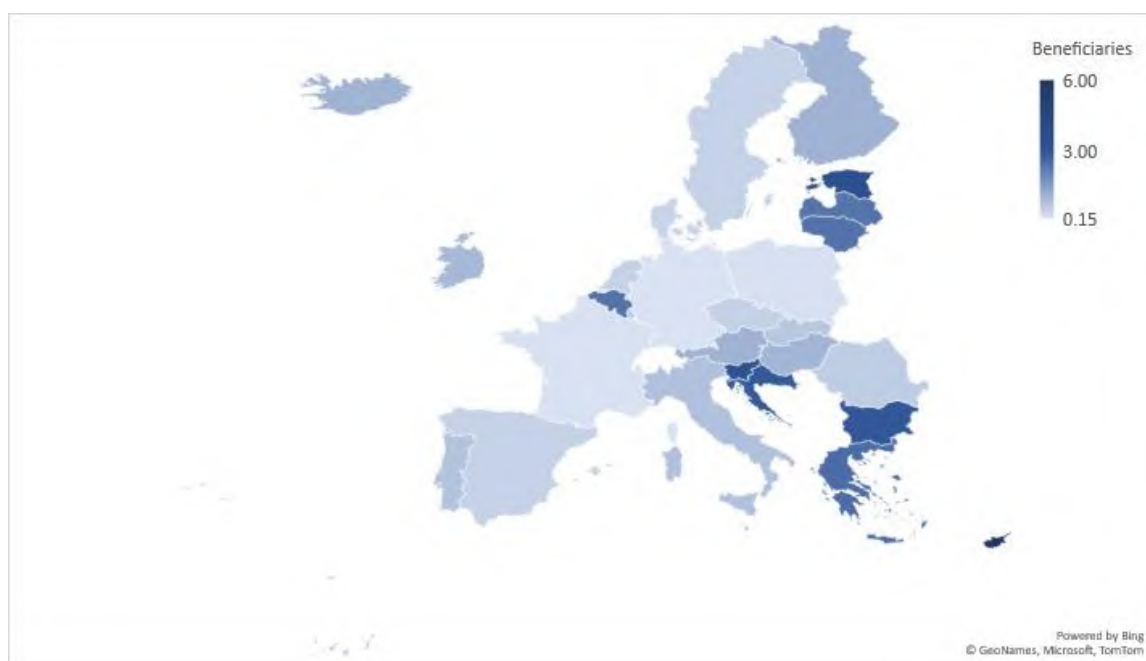 Beneficiaries
6.00
3.00
0.15
Powered by Bing
© GeoNames, Microsoft, TomTom